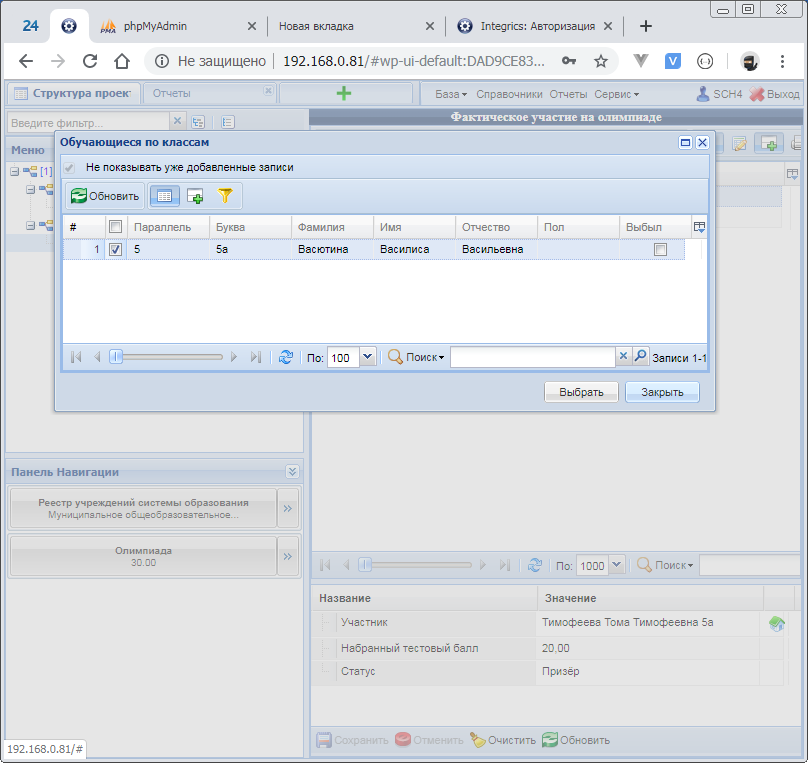 24 phpMyAdmin Новая вкладка Integrics: Авторизация
Не защищено 192.168.0.81/#wp-ui-default:DAD9CE83...
Структура проек Отчеты База Справочники Отчеты Сервис SCH4 Выход
Введите фильтр... Фактическое участие на олимпиаде
Меню
[1]
Обучающиеся по классам
Не показывать уже добавленные записи
Обновить
# Параллель Буква Фамилия Имя Отчество Пол Выбыл
1 5 5а Васютина Василиса Васильевна
По: 100 Поиск Записи 1-1
Выбрать Закрыть
Панель Навигации
Реестр учреждений системы образования
Муниципальное общеобразовательное...
Олимпиада
30.00
По: 1000 Поиск
Название Значение
Участник Тимофеева Тома Тимофеевна 5а
Набранный тестовый балл 20,00
Статус Призёр
Сохранить Отменить Очистить Обновить
192.168.0.81/#